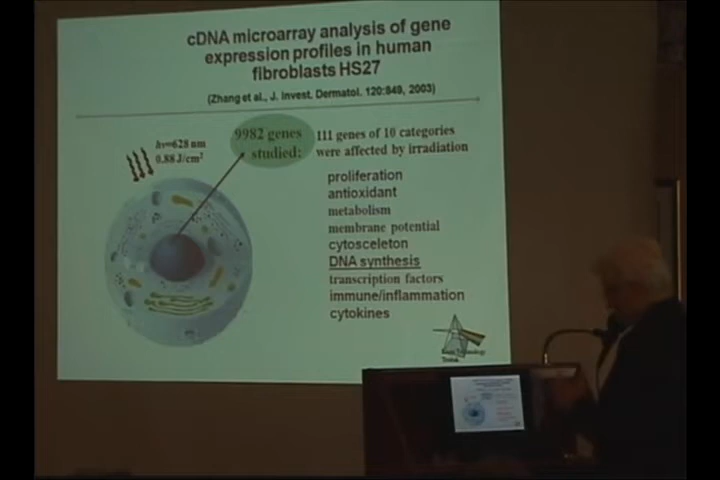 cDNA microarray analysis of gene
expression profiles in human
fibroblasts HS27
(Zhang et al., J. Invest. Dermatol. 120:849, 2003)
hν=628 nm
0.88 J/cm²
9982 genes
studied;
111 genes of 10 categories
were affected by irradiation
proliferation
antioxidant
metabolism
membrane potential
cytosceleton
DNA synthesis
transcription factors
immune/inflammation
cytokines